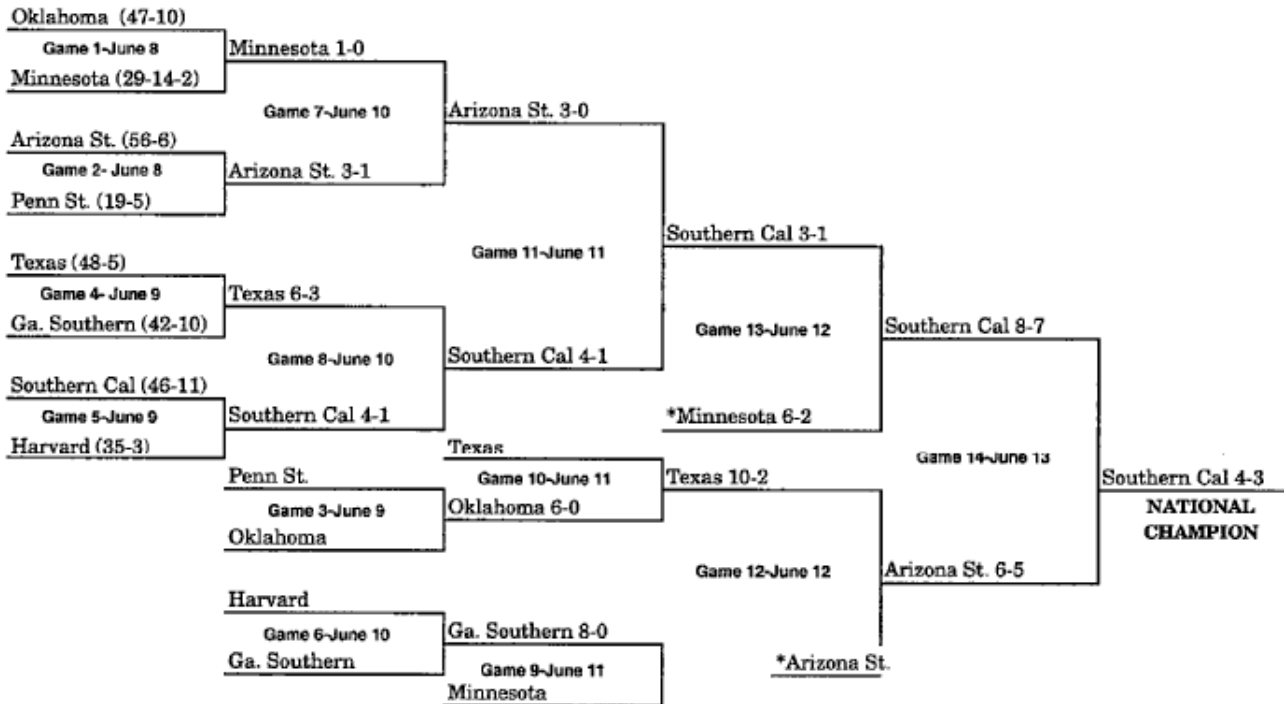 Oklahoma (47-10)
Game 1-June 8
Minnesota 1-0
Minnesota (29-14-2)
Game 7-June 10
Arizona St. 3-0
Arizona St. (56-6)
Game 2- June 8
Arizona St. 3-1
Penn St. (19-5)
Game 11-June 11
Southern Cal 3-1
Texas (48-5)
Game 4- June 9
Texas 6-3
Ga. Southern (42-10)
Game 13-June 12
Southern Cal 8-7
Game 8-June 10
Southern Cal 4-1
Southern Cal (46-11)
Game 5-June 9
Southern Cal 4-1
*Minnesota 6-2
Harvard (35-3)
Texas
Game 14-June 13
Penn St.
Game 10-June 11
Texas 10-2
Southern Cal 4-3
Game 3-June 9
Oklahoma 6-0
NATIONAL
CHAMPION
Oklahoma
Game 12-June 12
Arizona St. 6-5
Harvard
Game 6-June 10
Ga. Southern 8-0
Ga. Southern
Game 9-June 11
*Arizona St.
Minnesota